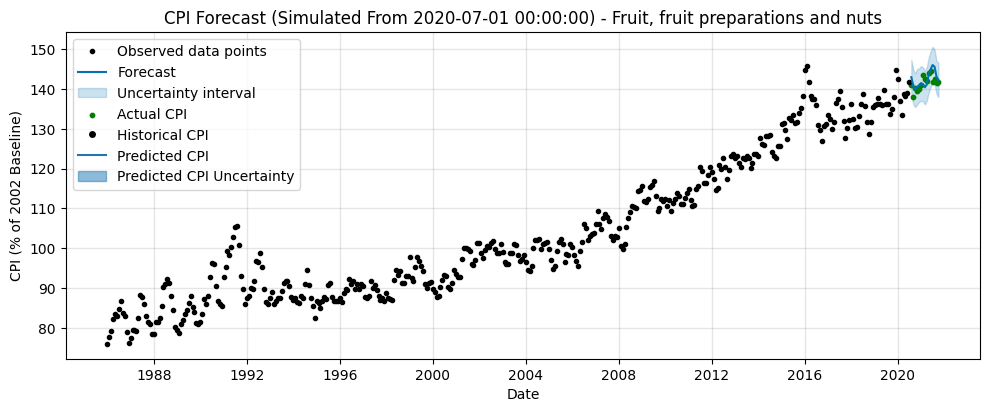 CPI Forecast (Simulated From 2020-07-01 00:00:00) - Fruit, fruit preparations and nuts
Observed data points
Forecast
Uncertainty interval
Actual CPI
Historical CPI
Predicted CPI
Predicted CPI Uncertainty
CPI (% of 2002 Baseline)
150
140
130
120
110
100
90
80
1988 1992 1996 2000 2004 2008 2012 2016 2020
Date